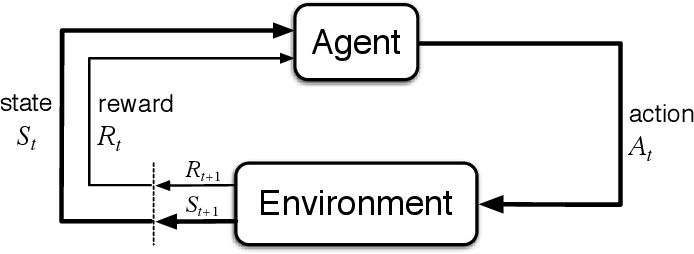 Agent
state
S_t
reward
R_t
action
A_t
R_{t+1}
S_{t+1}
Environment